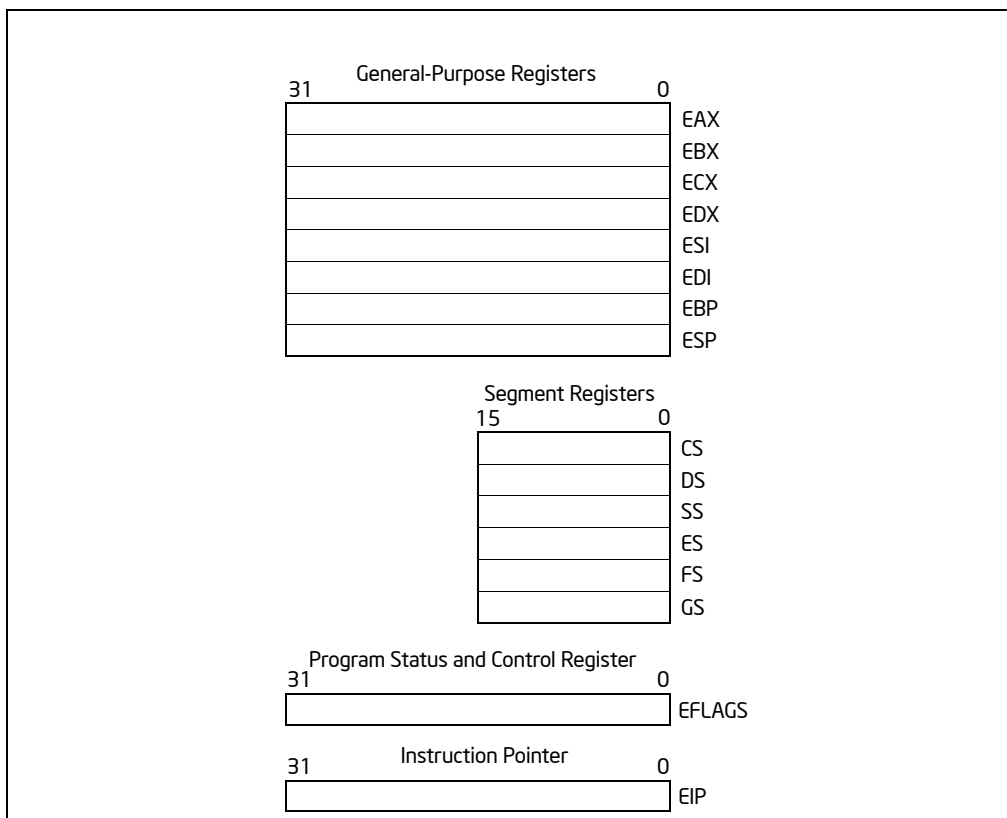 General-Purpose Registers
31 0
EAX
EBX
ECX
EDX
ESI
EDI
EBP
ESP
Segment Registers
15 0
CS
DS
SS
ES
FS
GS
Program Status and Control Register
31 0
EFLAGS
Instruction Pointer
31 0
EIP